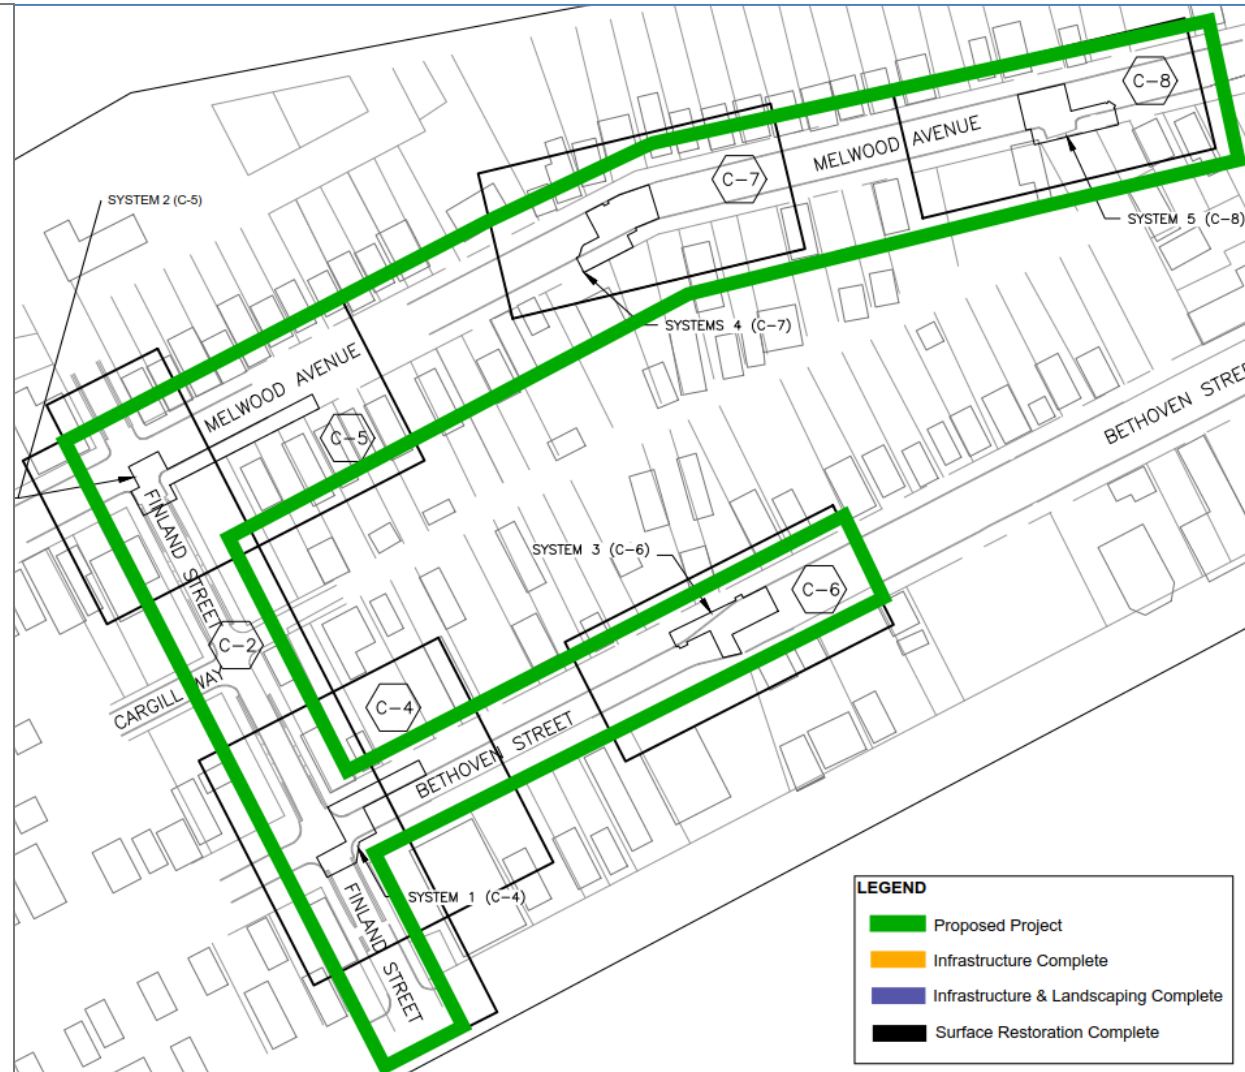 C-8
MELWOOD AVENUE
C-7
SYSTEM 2 (C-5)
SYSTEM 5 (C-8)
SYSTEMS 4 (C-7)
MELWOOD AVENUE
C-5
BETHOVEN STREE
FINLAND STREET
SYSTEM 3 (C-6)
C-6
C-2
CARGILL WAY
C-4
BETHOVEN STREET
SYSTEM 1 (C-4)
FINLAND STREET
LEGEND
Proposed Project
Infrastructure Complete
Infrastructure & Landscaping Complete
Surface Restoration Complete